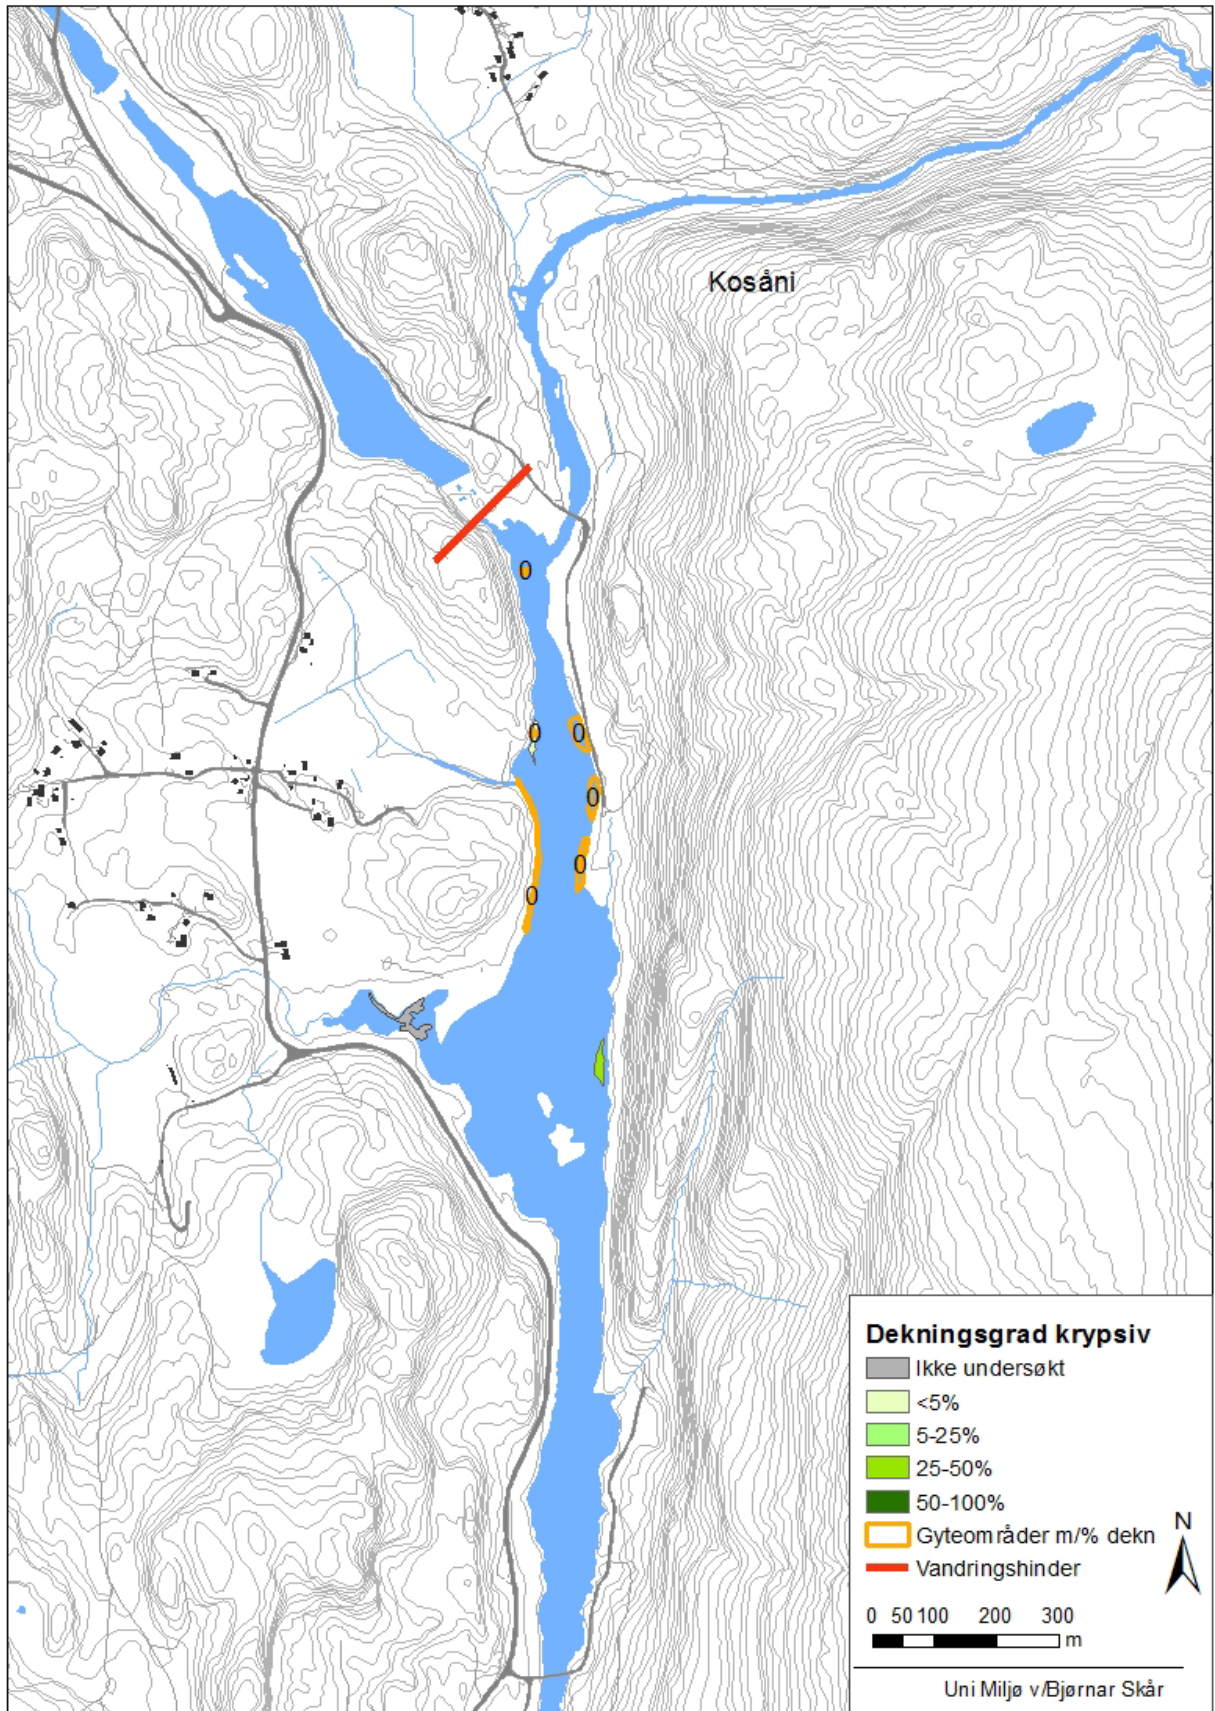 Kosåni
0
0
0
0
0
0
Dekningsgrad krypsiv
Ikke undersøkt
<5%
5-25%
25-50%
50-100%
Gyteområder m/% dekn
Vandringshinder
N
0 50 100 200 300
m
Uni Miljø v/Bjørnar Skår